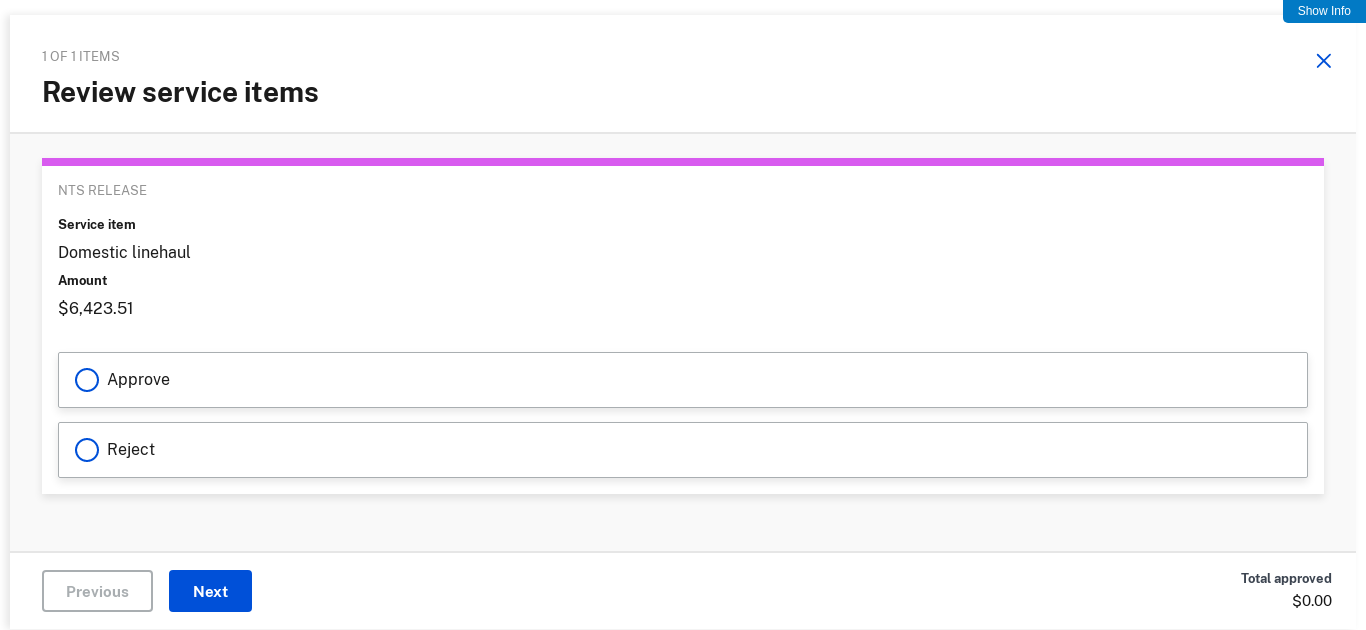 Show Info
1 OF 1 ITEMS
Review service items
NTS RELEASE
Service item
Domestic linehaul
Amount
$6,423.51
Approve
Reject
Previous
Next
Total approved
$0.00